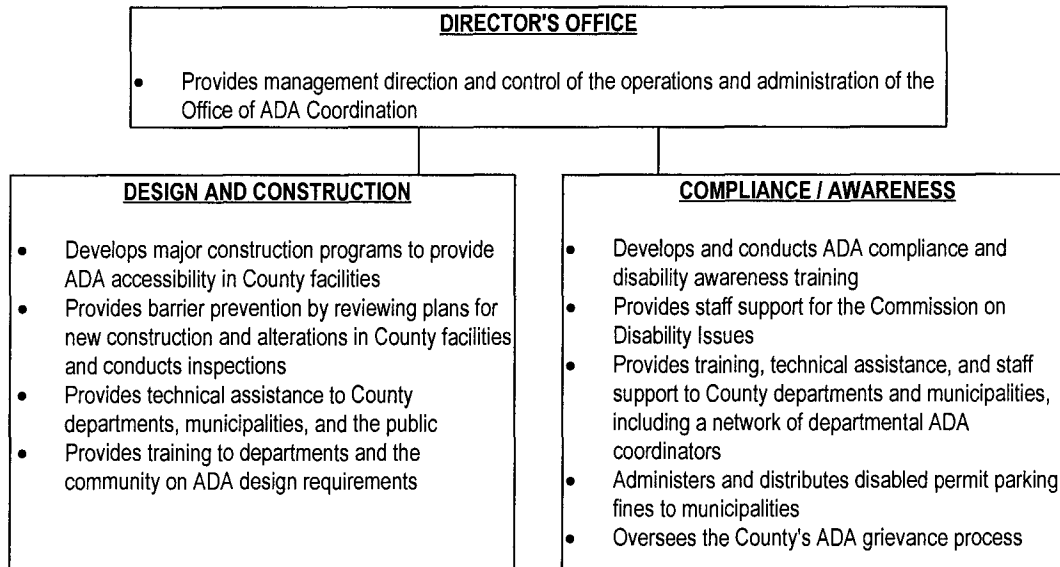 DIRECTOR'S OFFICE
• Provides management direction and control of the operations and administration of the
Office of ADA Coordination
DESIGN AND CONSTRUCTION
• Develops major construction programs to provide
ADA accessibility in County facilities
• Provides barrier prevention by reviewing plans for
new construction and alterations in County facilities
and conducts inspections
• Provides technical assistance to County
departments, municipalities, and the public
• Provides training to departments and the
community on ADA design requirements
COMPLIANCE / AWARENESS
• Develops and conducts ADA compliance and
disability awareness training
• Provides staff support for the Commission on
Disability Issues
• Provides training, technical assistance, and staff
support to County departments and municipalities,
including a network of departmental ADA
coordinators
• Administers and distributes disabled permit parking
fines to municipalities
• Oversees the County's ADA grievance process